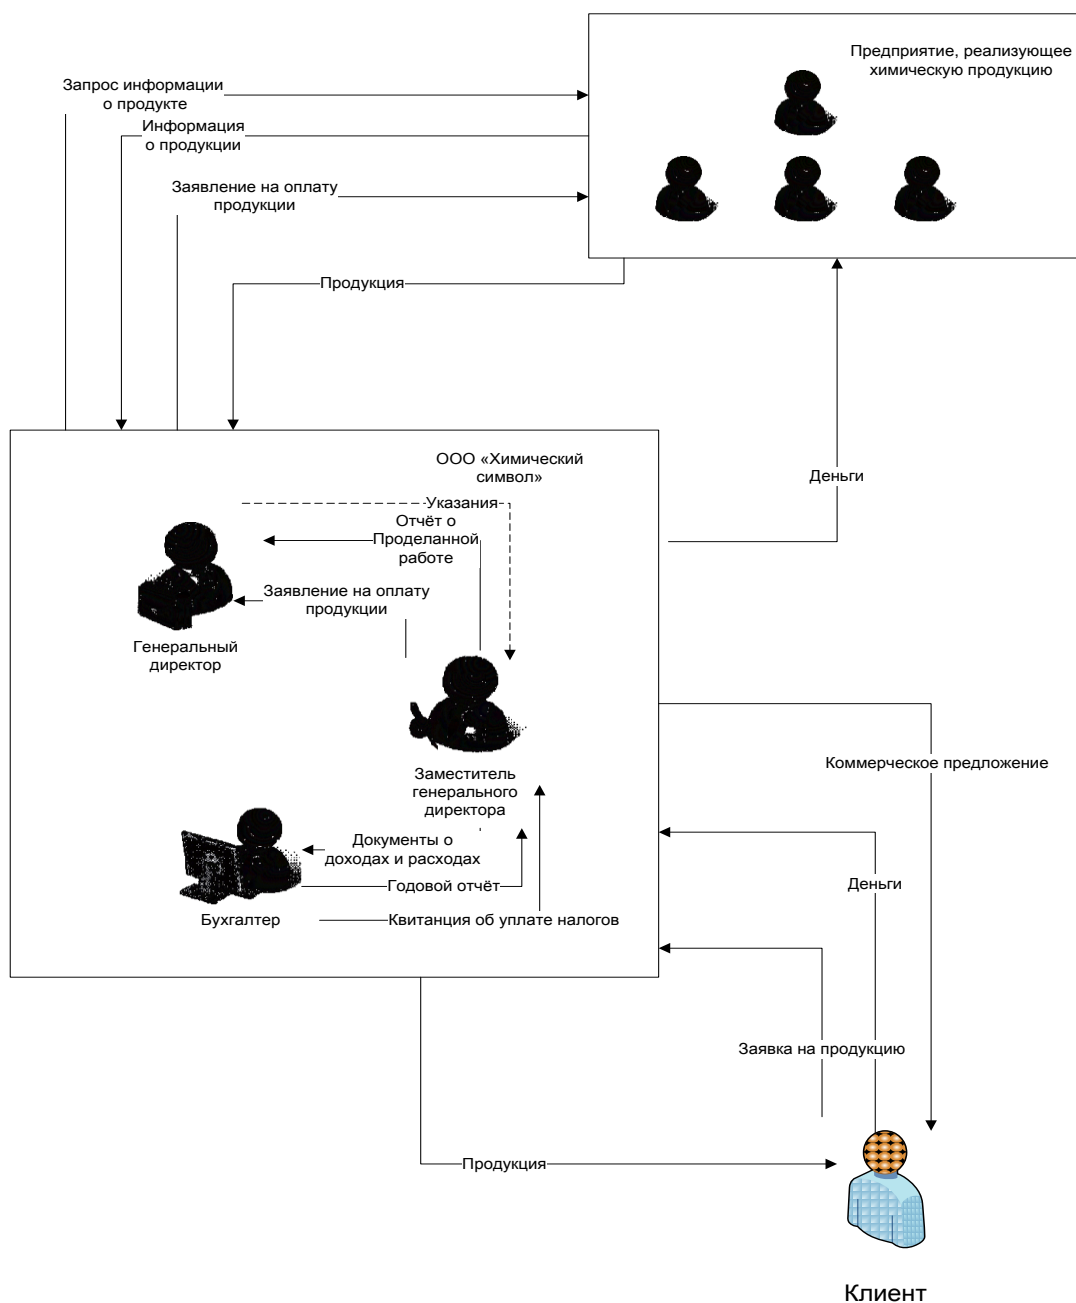 Предприятие, реализующее
химическую продукцию
Запрос информации
о продукте
Информация
о продукции
Заявление на оплату
продукции
Продукция
ООО «Химический
символ»
Деньги
Указания
Отчёт о
Проделанной
работе
Заявление на оплату
продукции
Генеральный
директор
Заместитель
генерального
директора
Коммерческое предложение
Документы о
доходах и расходах
Годовой отчёт
Деньги
Бухгалтер
Квитанция об уплате налогов
Заявка на продукцию
Продукция
Клиент